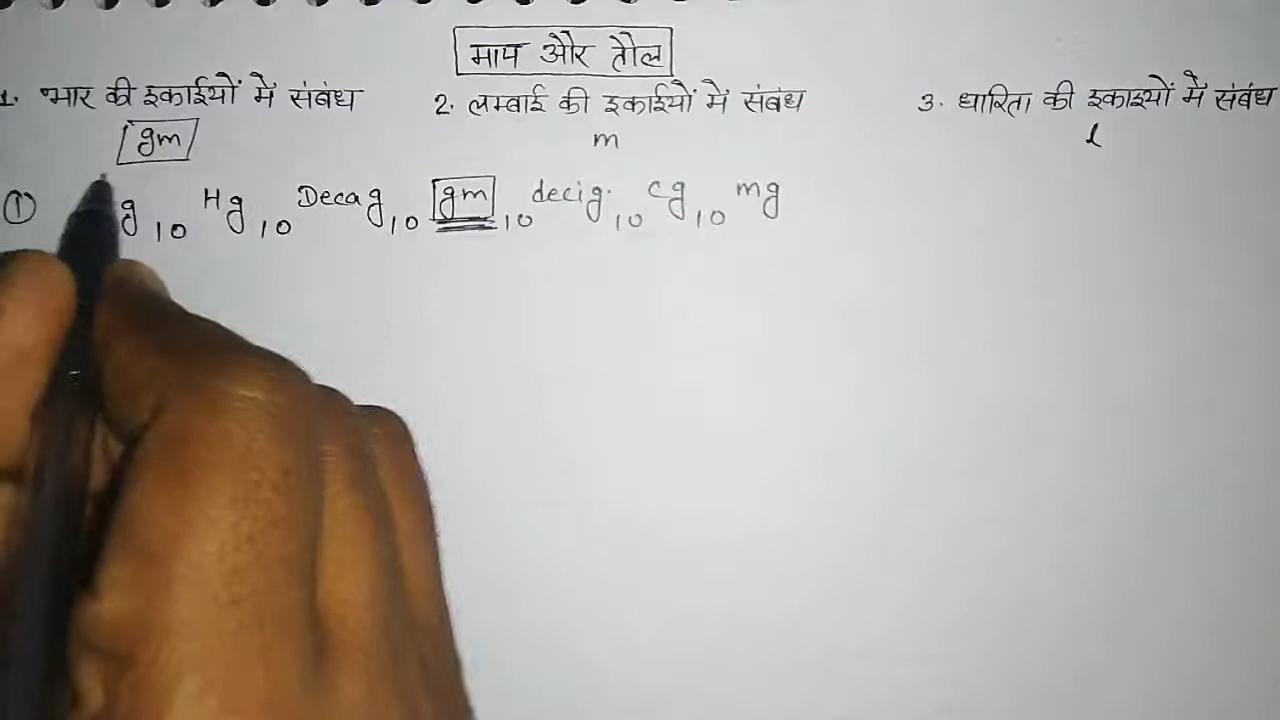 माप और तौल
1. भार की इकाईयों में संबंध 2. लम्बाई की इकाईयों में संबंध 3. धारिता की इकाइयों में संबंध
gm m l
① g 10 Hg 10 Decag 10 gm 10 decig. 10 cg 10 mg